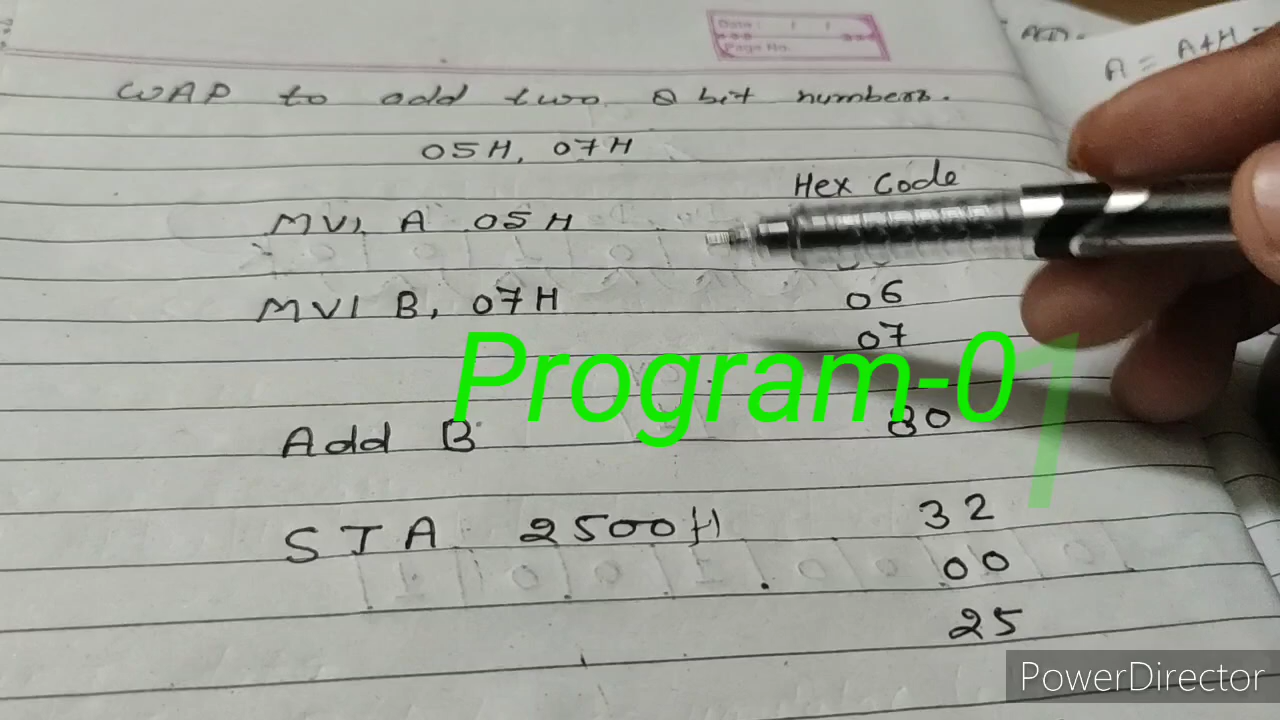 Date :
Page No.
WAP to add two 8 bit numbers.
A = A+H =
05H, 07H
Hex Code
MVI A 05H
MVI B, 07H 06
07
Program-01
Add B 80
STA 2500H 32
00
25
PowerDirector